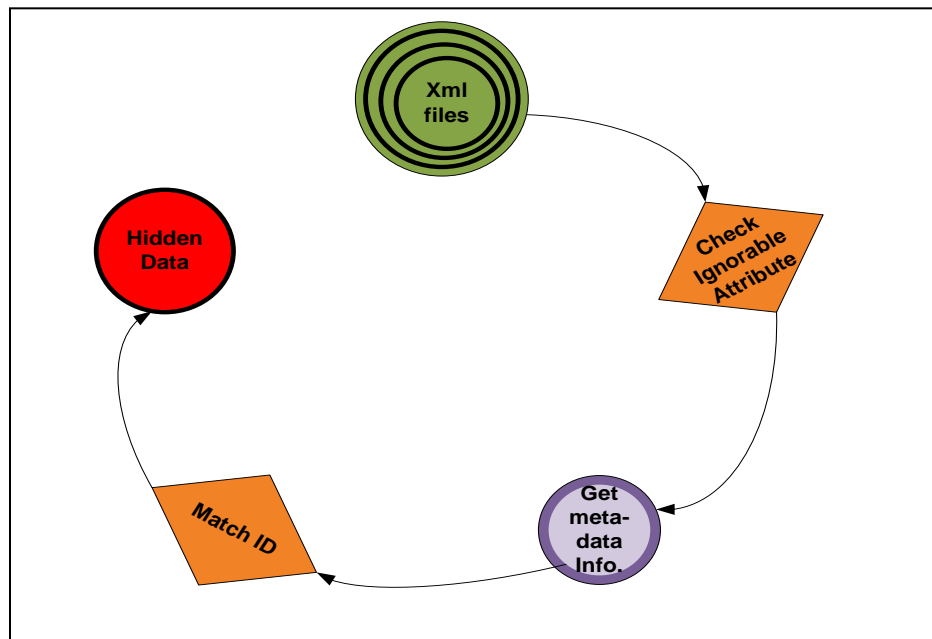 Xml
files
Check
Ignorable
Attribute
Get
meta-
data
Info.
Match ID
Hidden
Data